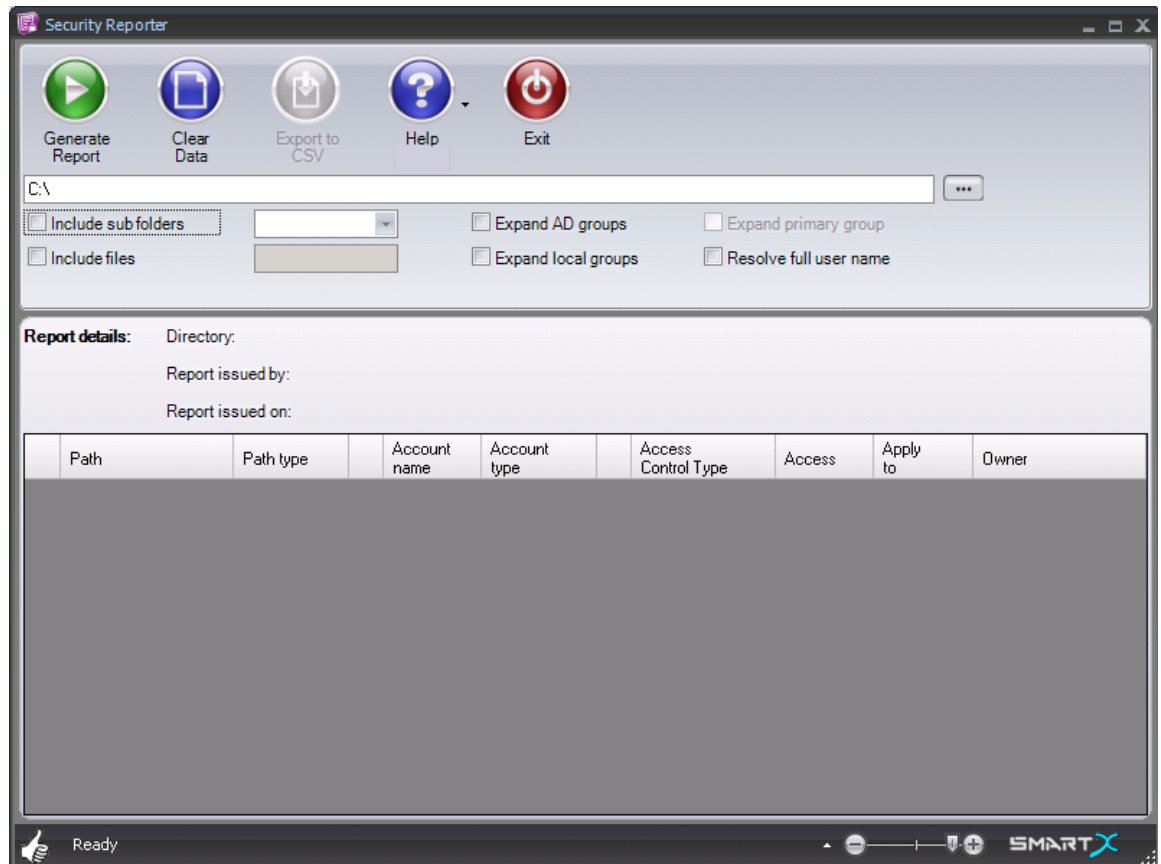 Security Reporter
Generate
Report
Clear
Data
Export to
CSV
Help
Exit
C:\
...
Include sub folders
Expand AD groups
Expand primary group
Include files
Expand local groups
Resolve full user name
Report details:
Directory:
Report issued by:
Report issued on:
Path
Path type
Account
name
Account
type
Access
Control Type
Access
Apply
to
Owner
Ready
SMARTX